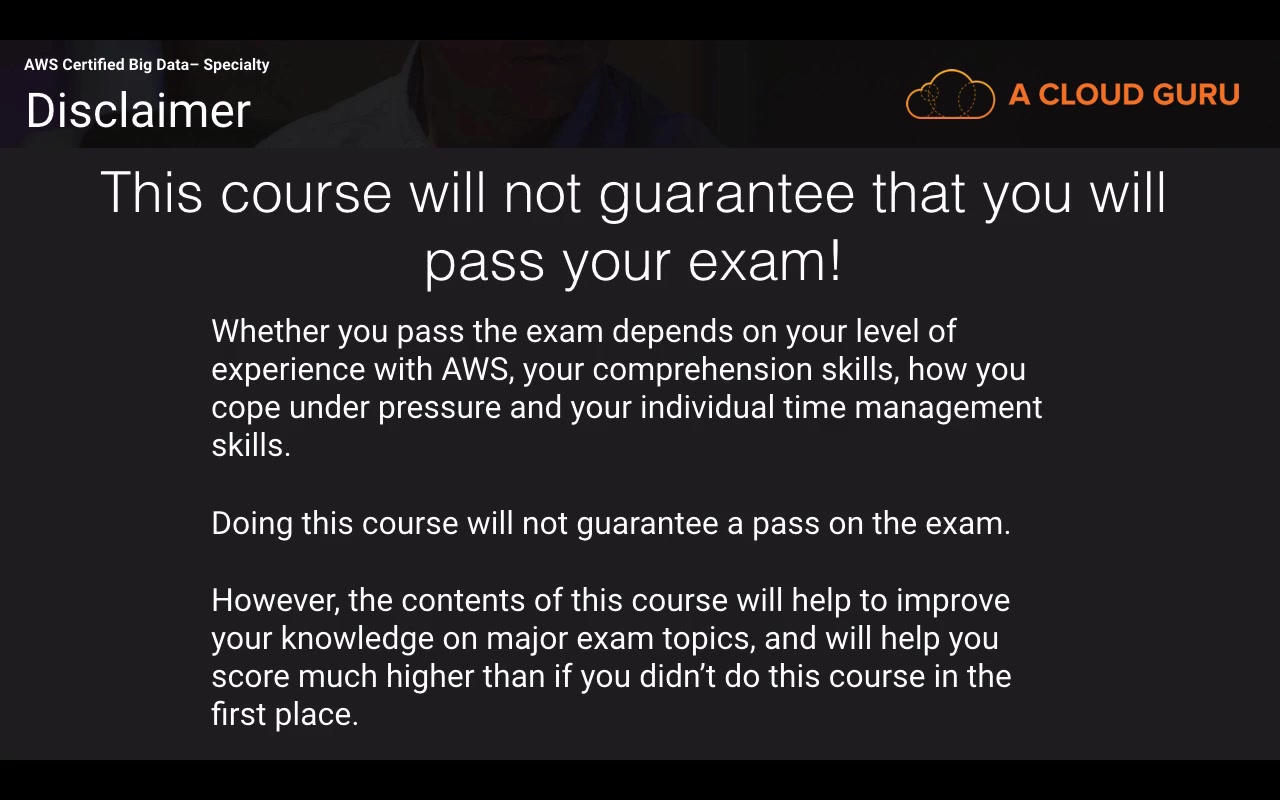 AWS Certified Big Data– Specialty
Disclaimer
A CLOUD GURU
This course will not guarantee that you will
pass your exam!
Whether you pass the exam depends on your level of
experience with AWS, your comprehension skills, how you
cope under pressure and your individual time management
skills.
Doing this course will not guarantee a pass on the exam.
However, the contents of this course will help to improve
your knowledge on major exam topics, and will help you
score much higher than if you didn’t do this course in the
first place.